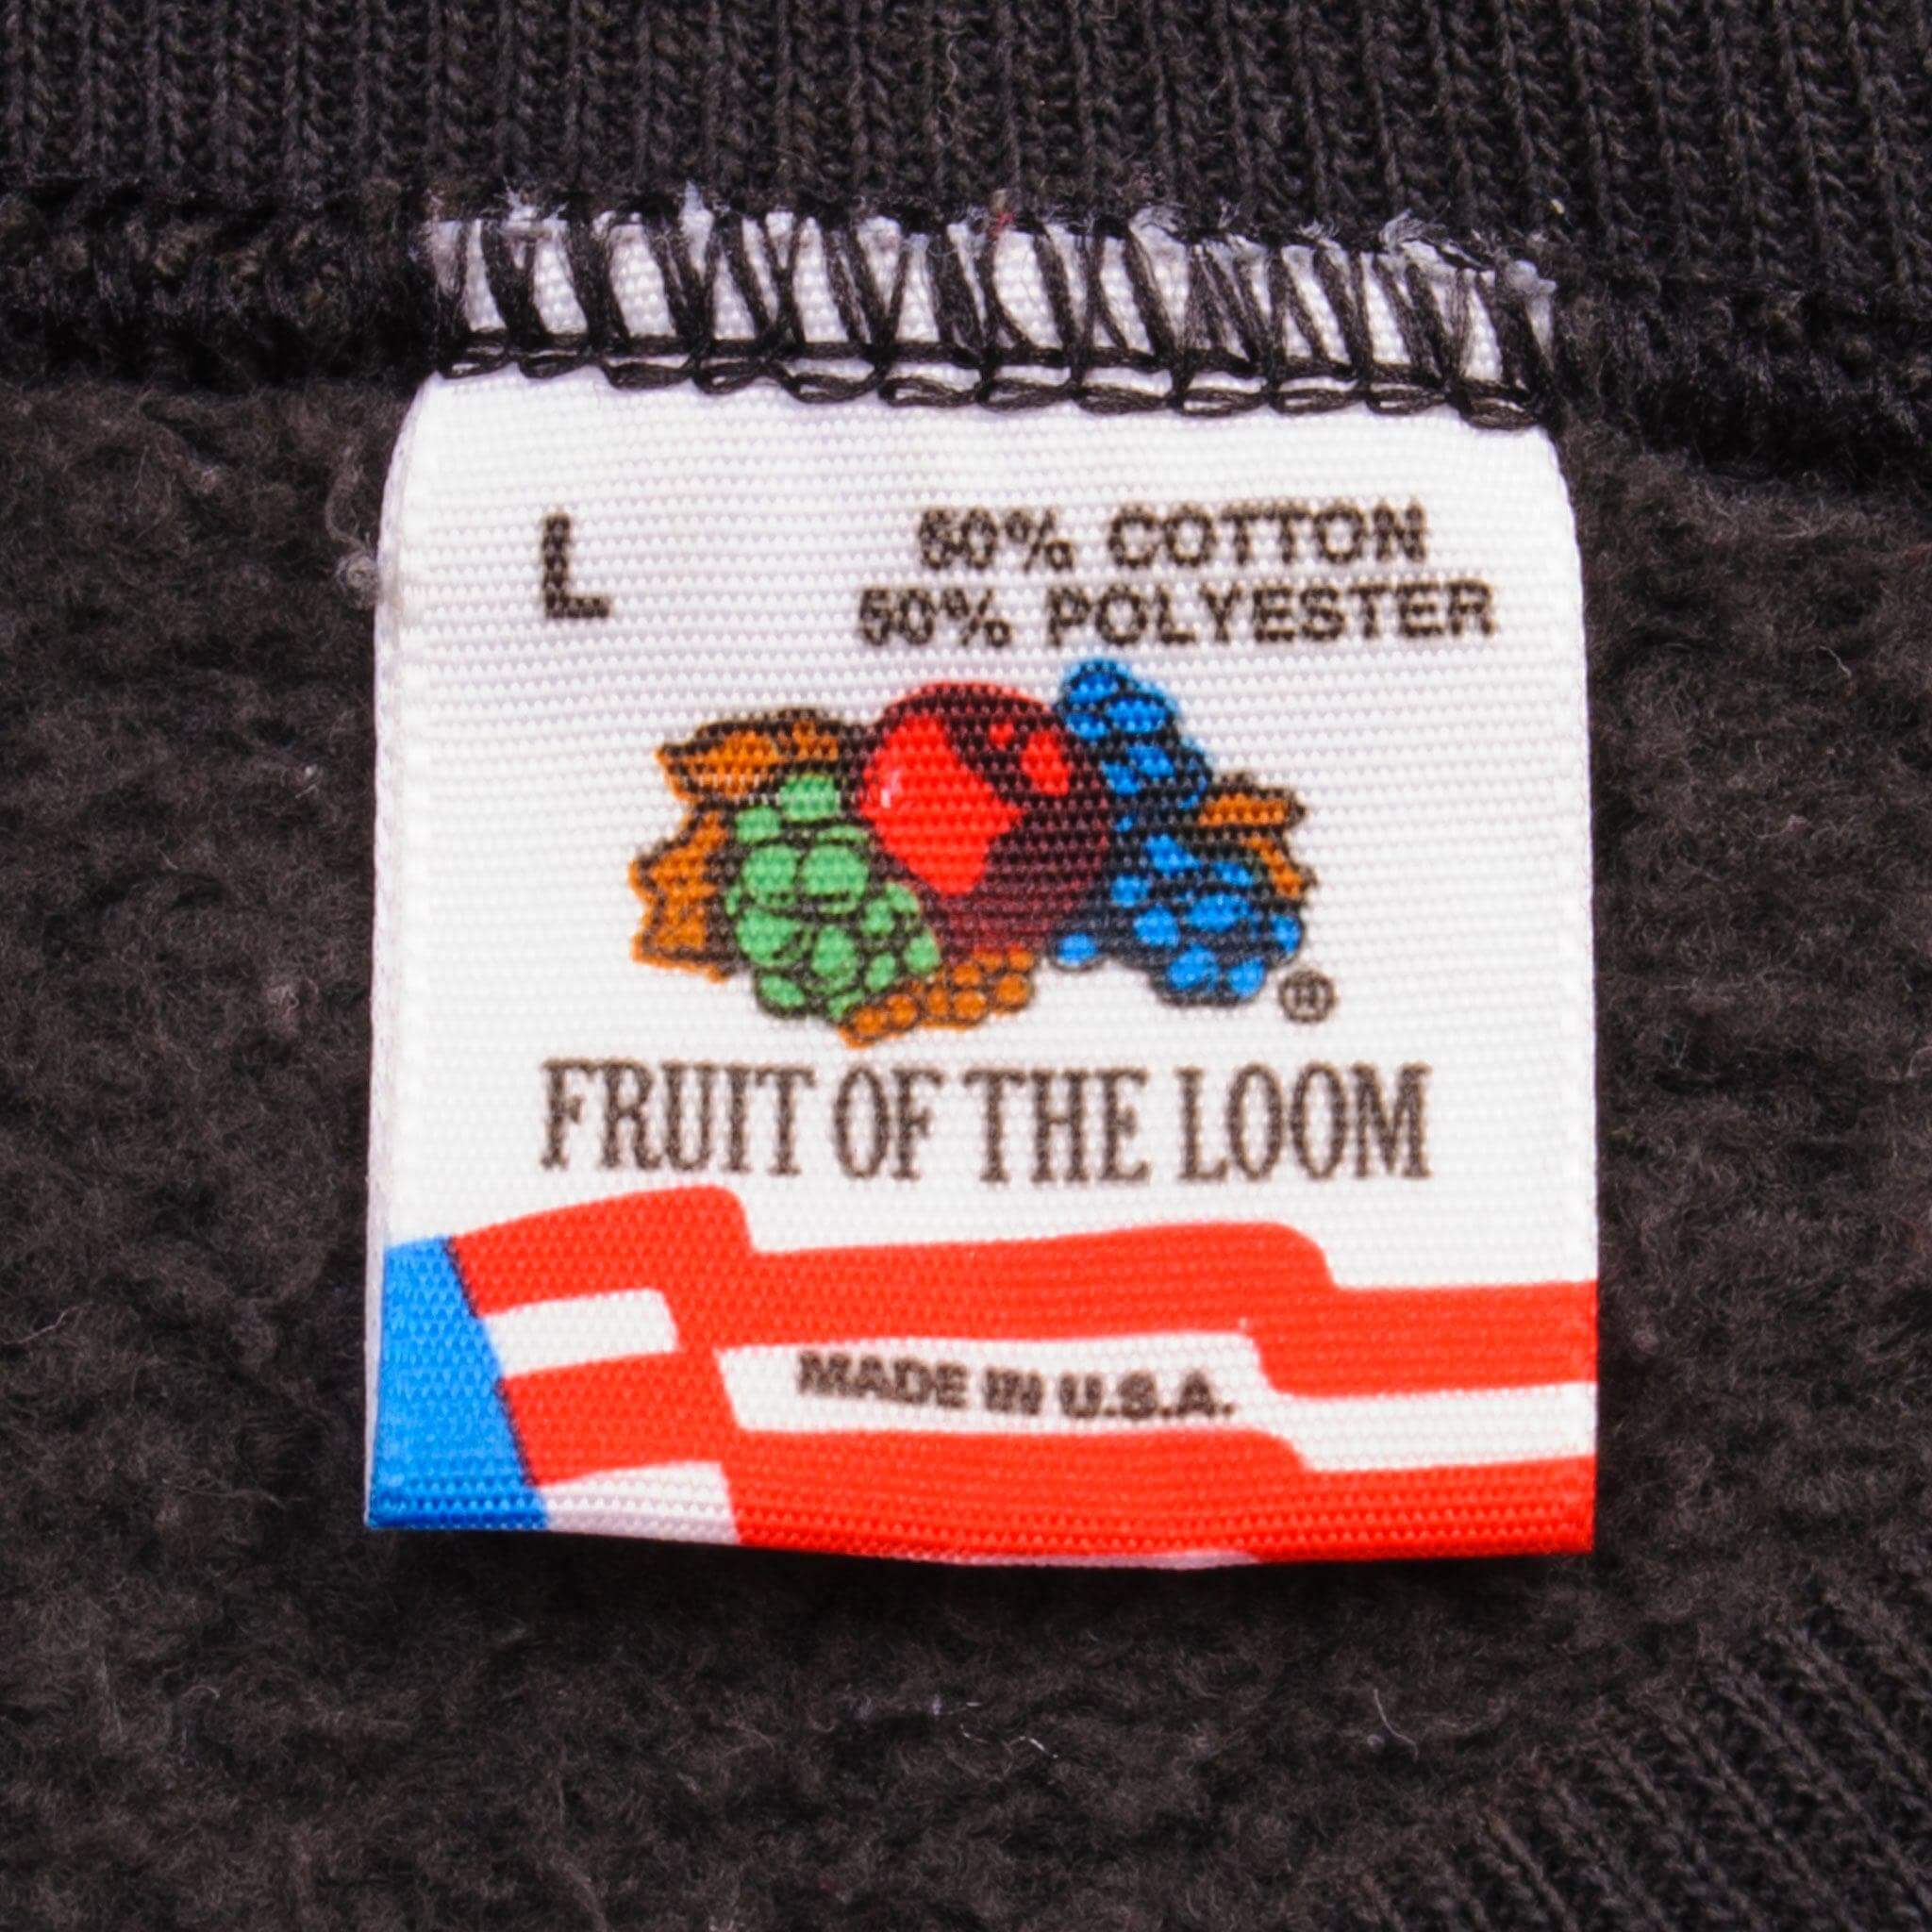 L
50% COTTON
50% POLYESTER
®
FRUIT OF THE LOOM
MADE IN U.S.A.